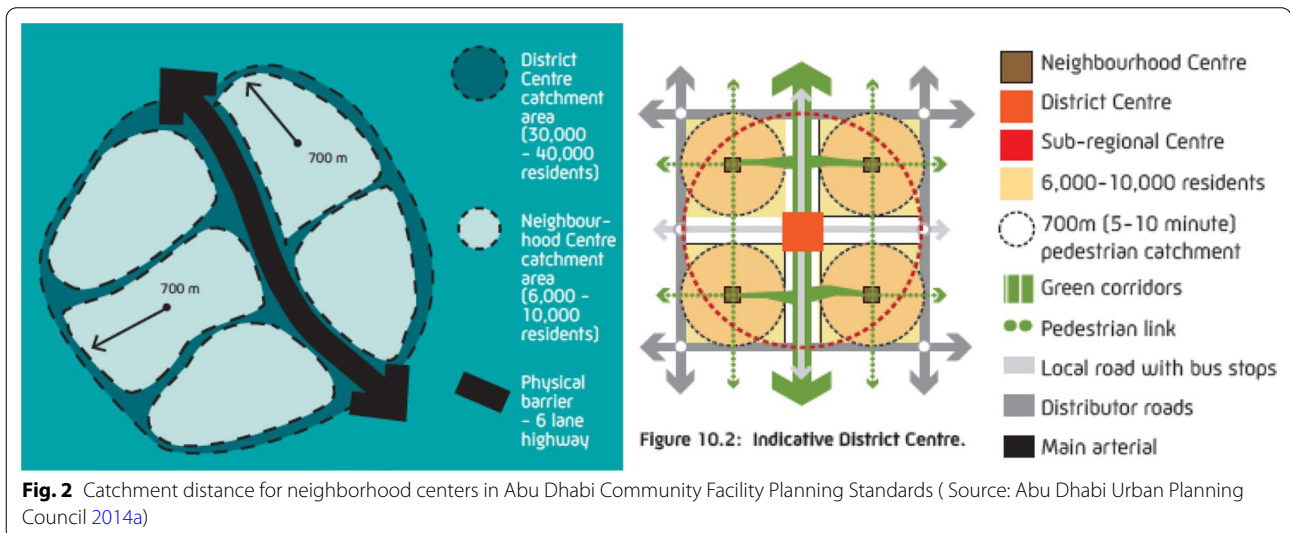 700 m
700 m
District
Centre
catchment
area
(30,000
- 40,000
residents)
Neighbour-
hood Centre
catchment
area
(6,000 -
10,000
residents)
Physical
barrier
- 6 lane
highway
Figure 10.2: Indicative District Centre.
Neighbourhood Centre
District Centre
Sub-regional Centre
6,000-10,000 residents
700m (5-10 minute)
pedestrian catchment
Green corridors
Pedestrian link
Local road with bus stops
Distributor roads
Main arterial
Fig. 2 Catchment distance for neighborhood centers in Abu Dhabi Community Facility Planning Standards ( Source: Abu Dhabi Urban Planning
Council 2014a)